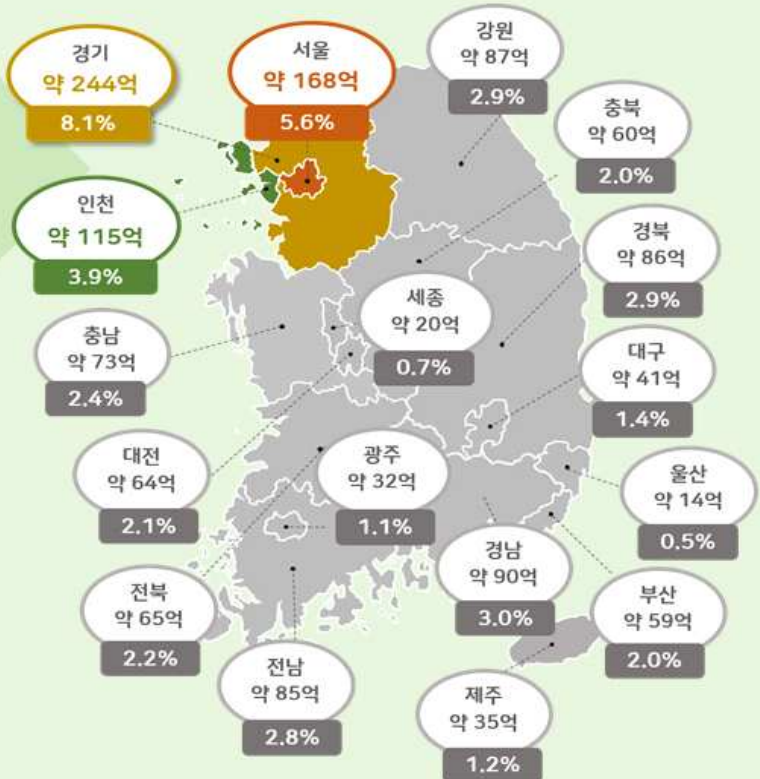 경기
약 244억
8.1%
서울
약 168억
5.6%
강원
약 87억
2.9%
충북
약 60억
2.0%
인천
약 115억
3.9%
경북
약 86억
2.9%
세종
약 20억
0.7%
충남
약 73억
2.4%
대구
약 41억
1.4%
대전
약 64억
2.1%
광주
약 32억
1.1%
울산
약 14억
0.5%
경남
약 90억
3.0%
전북
약 65억
2.2%
부산
약 59억
2.0%
전남
약 85억
2.8%
제주
약 35억
1.2%